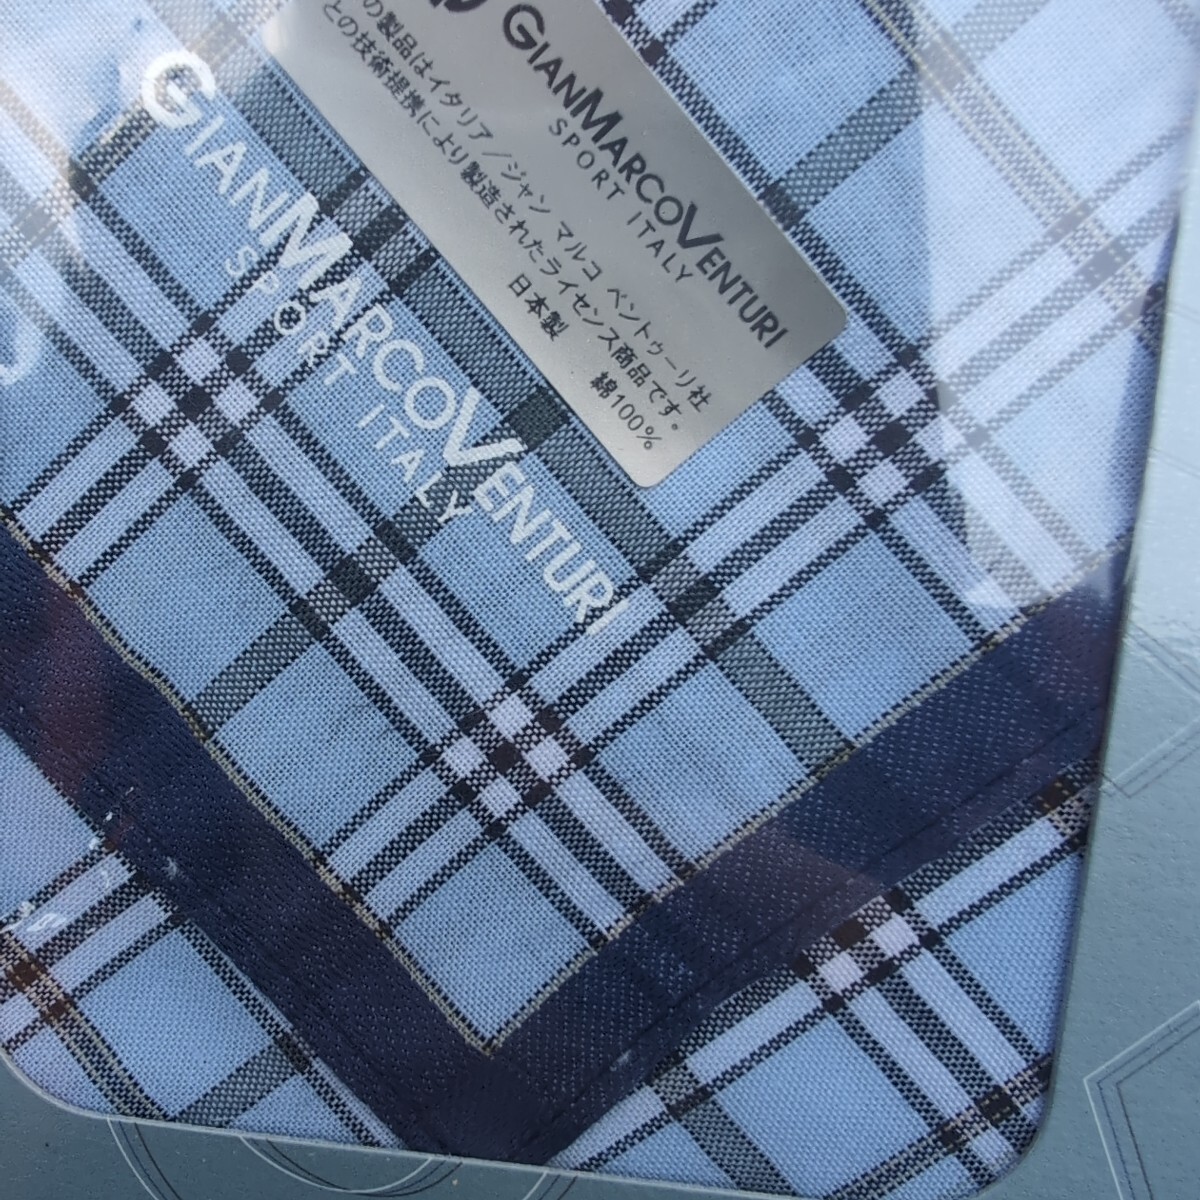 GIANMARCOVENTURI
SPORT ITALY
の製品はイタリア／ジャン マルコ ベントゥーリ社
との技術提携により製造されたライセンス商品です。
日本製 綿100％
GIANMARCOVENTURI
SPORT ITALY